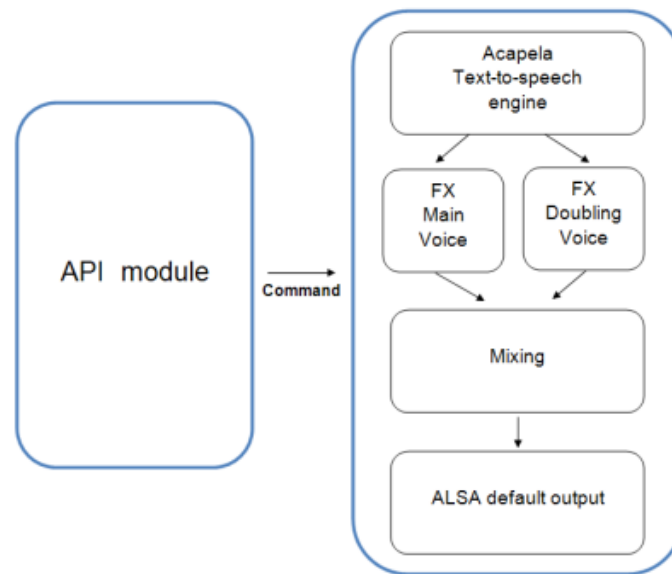 Acapela
Text-to-speech
engine
FX
Main
Voice
FX
Doubling
Voice
API module
Command
Mixing
ALSA default output